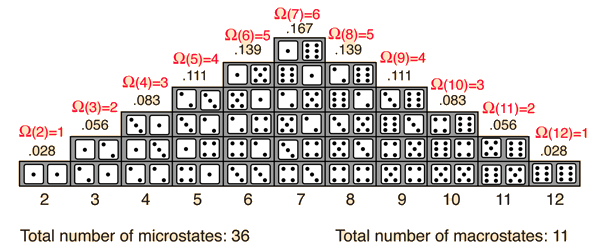 Ω(7)=6
.167
Ω(6)=5
.139
Ω(8)=5
.139
Ω(5)=4
.111
Ω(9)=4
.111
Ω(4)=3
.083
Ω(10)=3
.083
Ω(3)=2
.056
Ω(11)=2
.056
Ω(2)=1
.028
Ω(12)=1
.028
2 3 4 5 6 7 8 9 10 11 12
Total number of microstates: 36 Total number of macrostates: 11